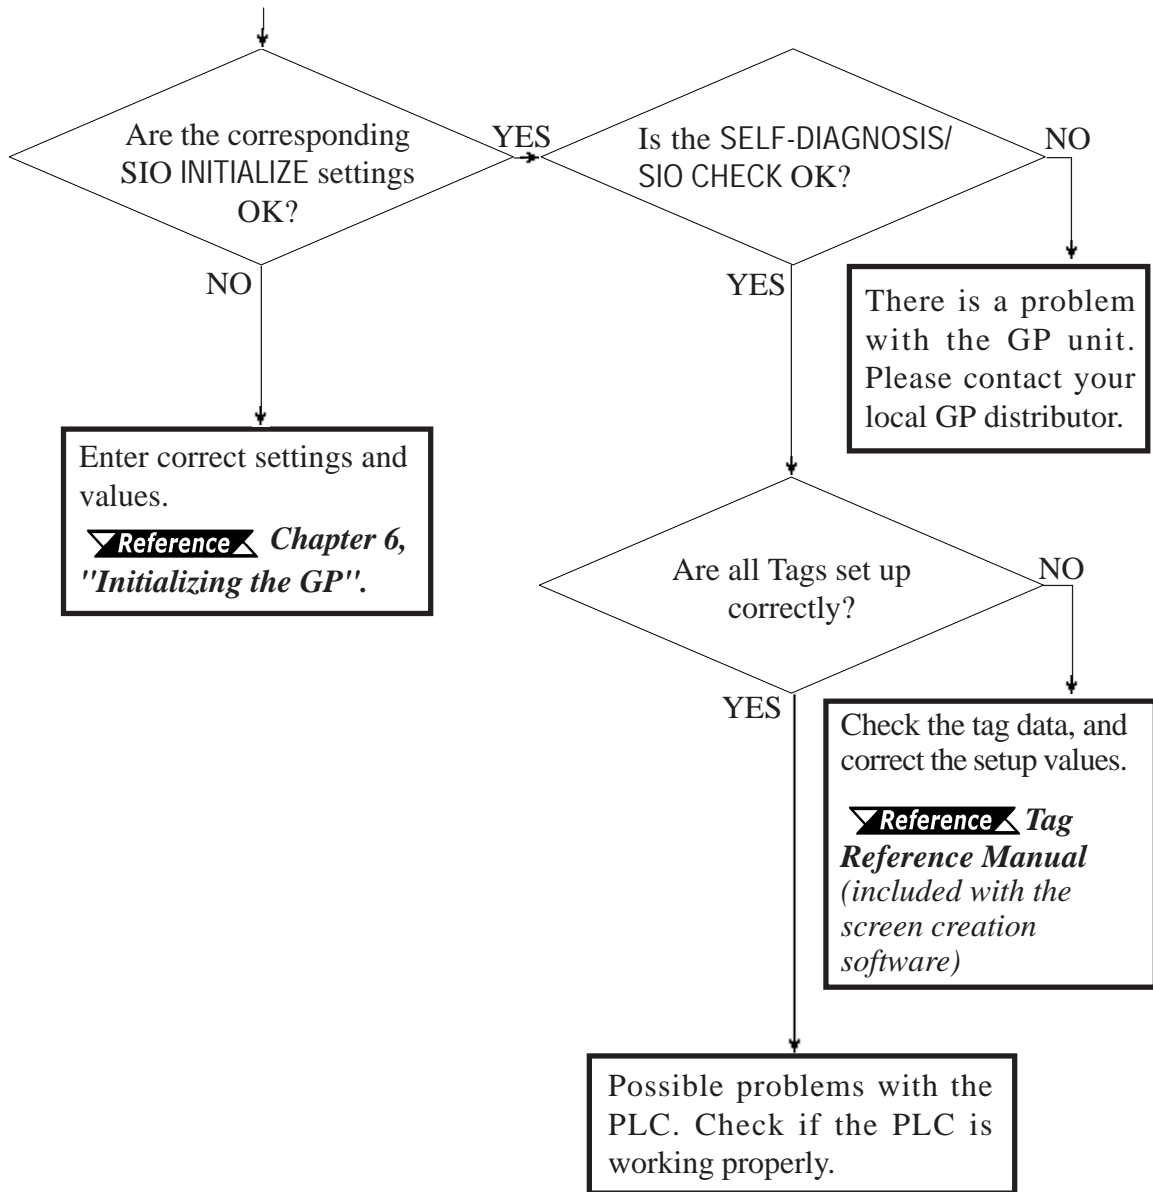 Are the corresponding
SIO INITIALIZE settings
OK?
YES
NO
Is the SELF-DIAGNOSIS/
SIO CHECK OK?
NO
YES
There is a problem
with the GP unit.
Please contact your
local GP distributor.
Enter correct settings and
values.
Reference Chapter 6,
"Initializing the GP".
Are all Tags set up
correctly?
NO
YES
Check the tag data, and
correct the setup values.
Reference Tag
Reference Manual
(included with the
screen creation
software)
Possible problems with the
PLC. Check if the PLC is
working properly.